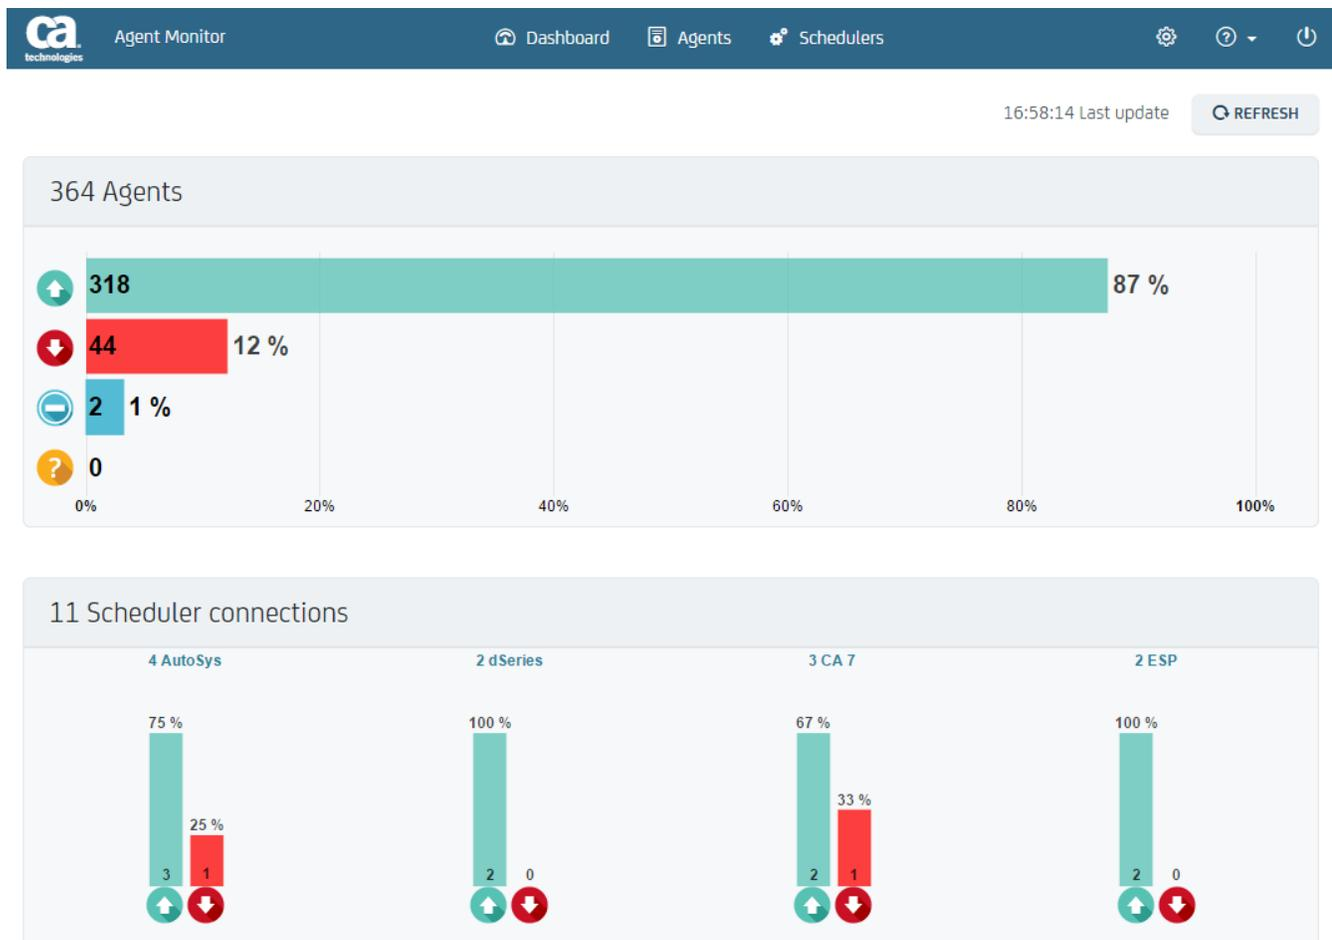 ca
technologies
Agent Monitor
Dashboard
Agents
Schedulers
?
16:58:14 Last update
REFRESH
364 Agents
318
87 %
44
12 %
2
1 %
?
0
0%
20%
40%
60%
80%
100%
11 Scheduler connections
4 AutoSys
2 dSeries
3 CA 7
2 ESP
75 %
100 %
67 %
100 %
33 %
25 %
3
1
2
0
2
1
2
0